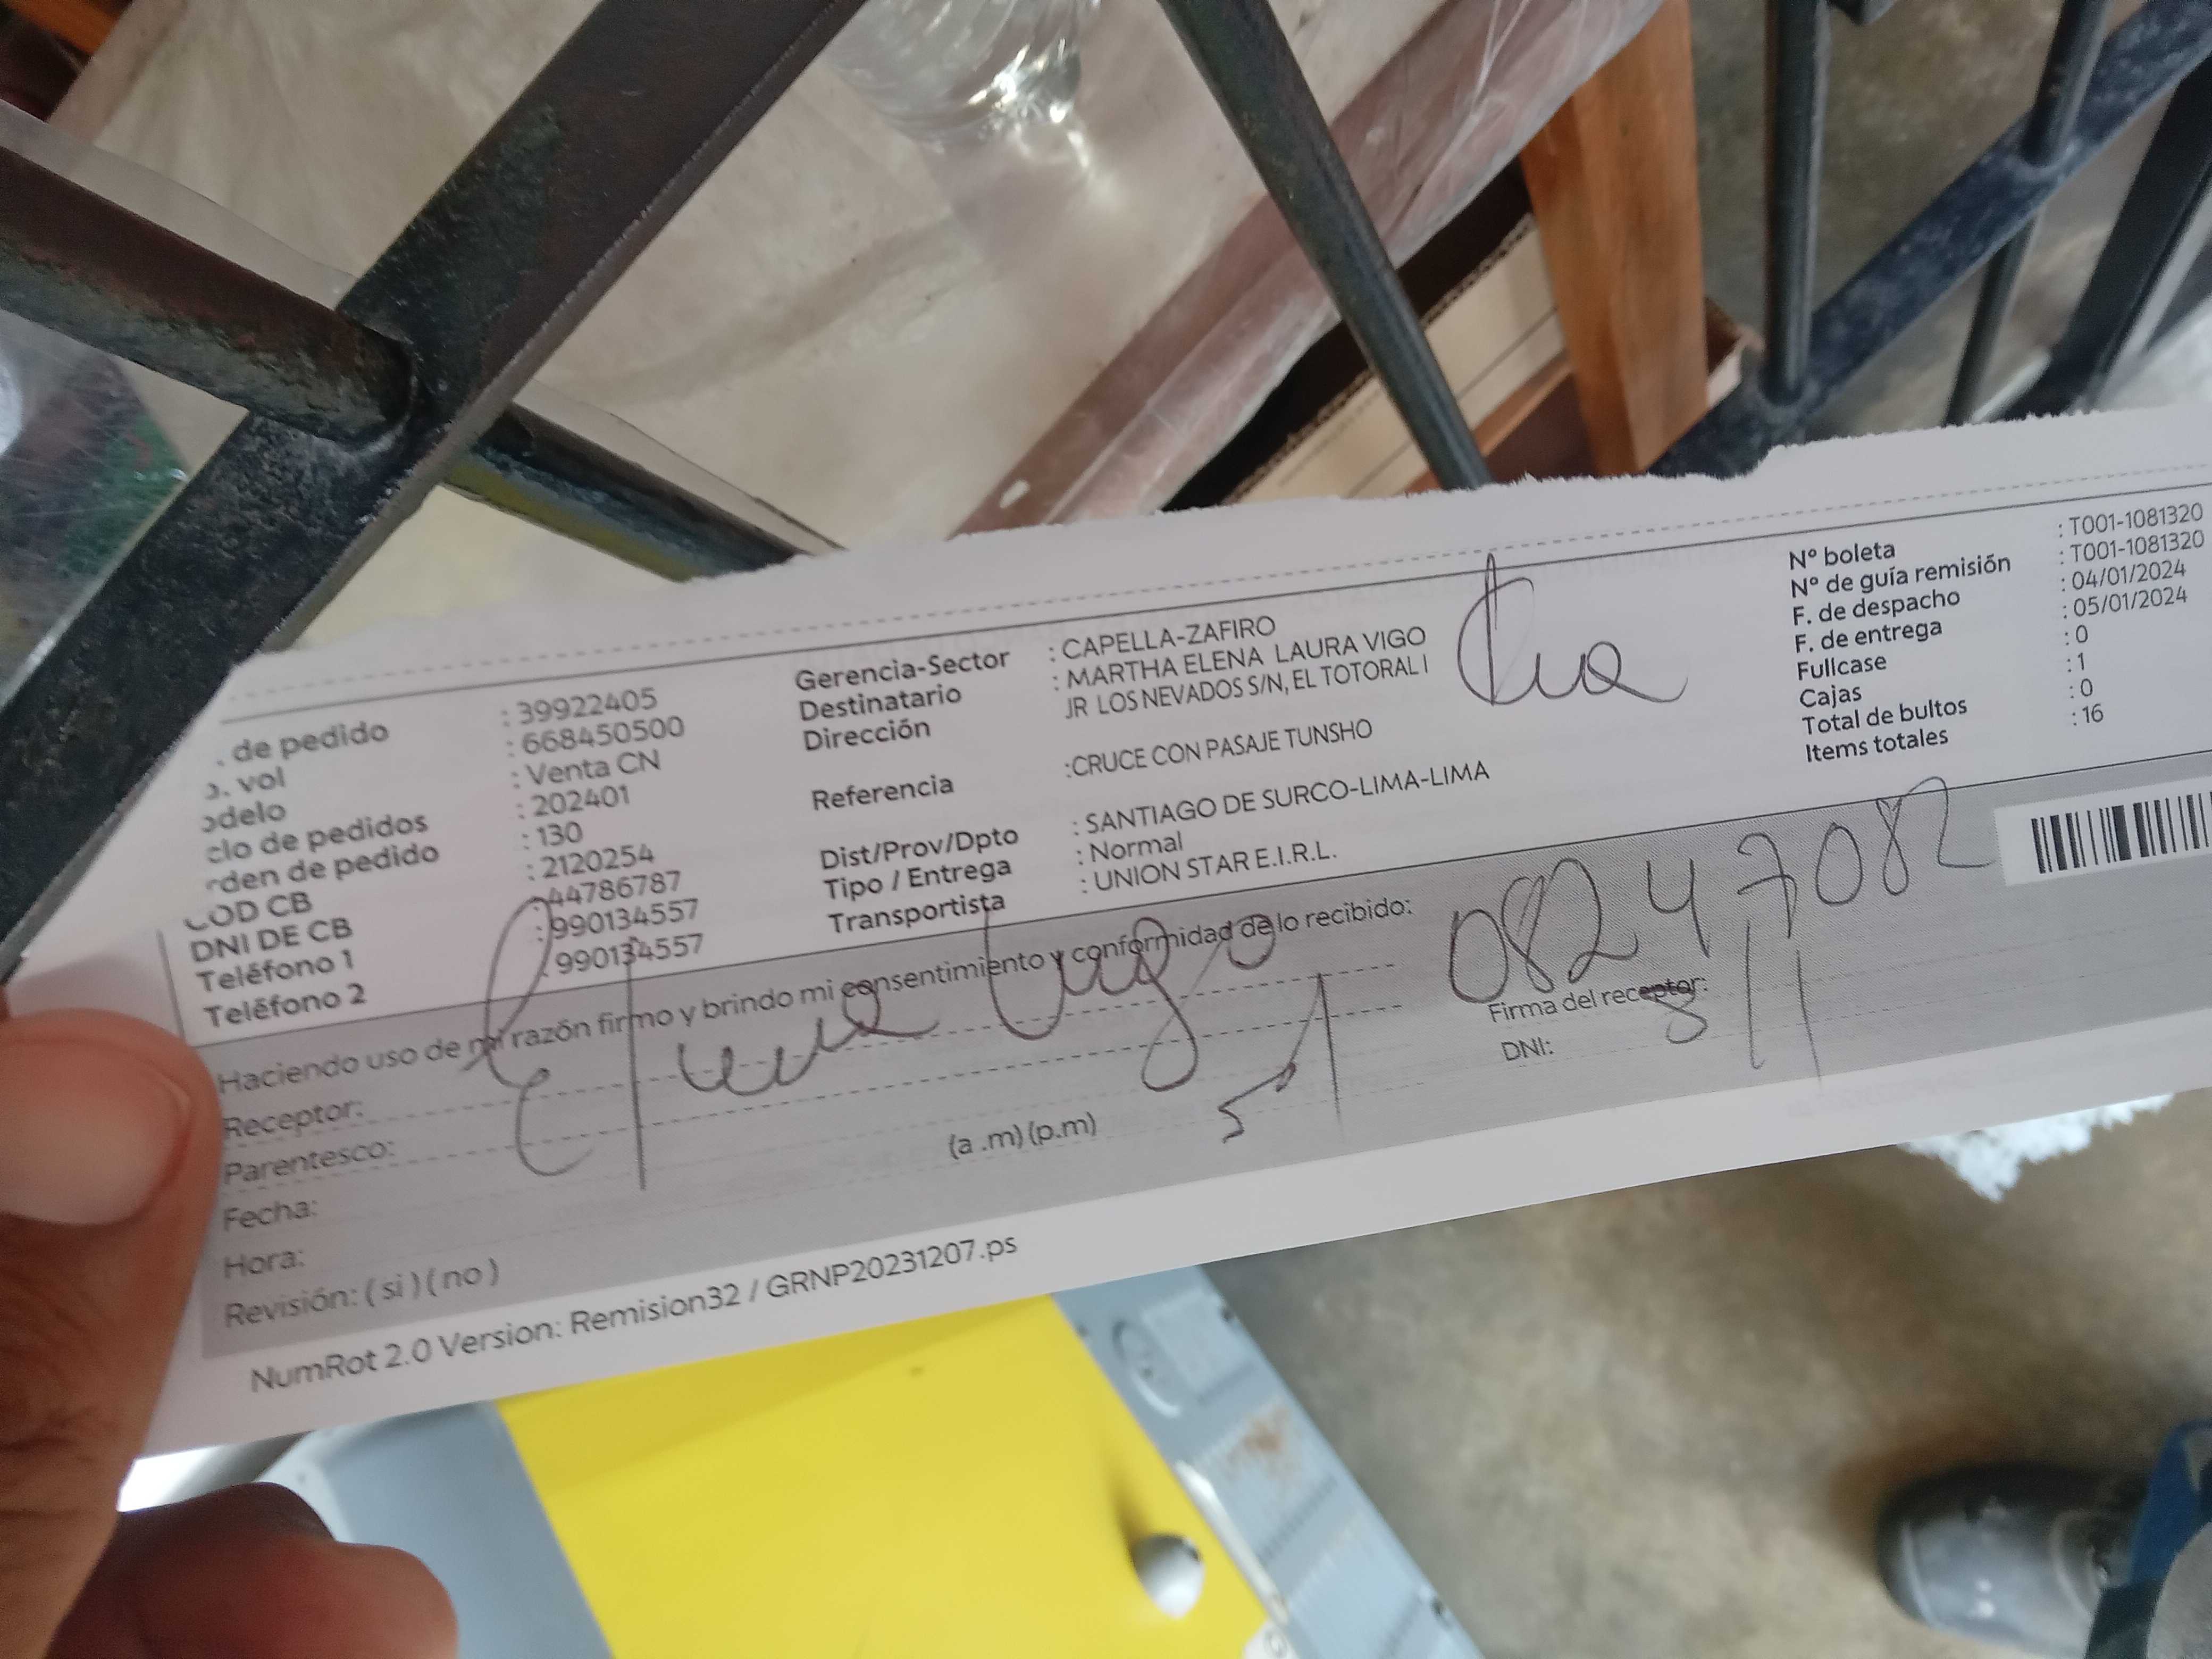 . de pedido : 39922405
o. vol : 668450500
odelo : Venta CN
clo de pedidos : 202401
rden de pedido : 130
COD CB : 2120254
DNI DE CB : 44786787
Teléfono 1 : 990134557
Teléfono 2 : 990134557
Gerencia-Sector : CAPELLA-ZAFIRO
Destinatario : MARTHA ELENA LAURA VIGO
Dirección JR LOS NEVADOS S/N, EL TOTORAL I
Referencia :CRUCE CON PASAJE TUNSHO
Dist/Prov/Dpto : SANTIAGO DE SURCO-LIMA-LIMA
Tipo / Entrega : Normal
Transportista : UNION STAR E.I.R.L.
N° boleta : T001-1081320
N° de guía remisión : T001-1081320
F. de despacho : 04/01/2024
F. de entrega : 05/01/2024
Fullcase : 0
Cajas : 1
Total de bultos : 0
Items totales : 16
Haciendo uso de mi razón firmo y brindo mi consentimiento y conformidad de lo recibido:
08247082
Receptor:
Parentesco:
Fecha:
Hora: (a .m) (p.m)
Revisión: ( si ) ( no )
Firma del receptor:
DNI:
NumRot 2.0 Version: Remision32 / GRNP20231207.ps